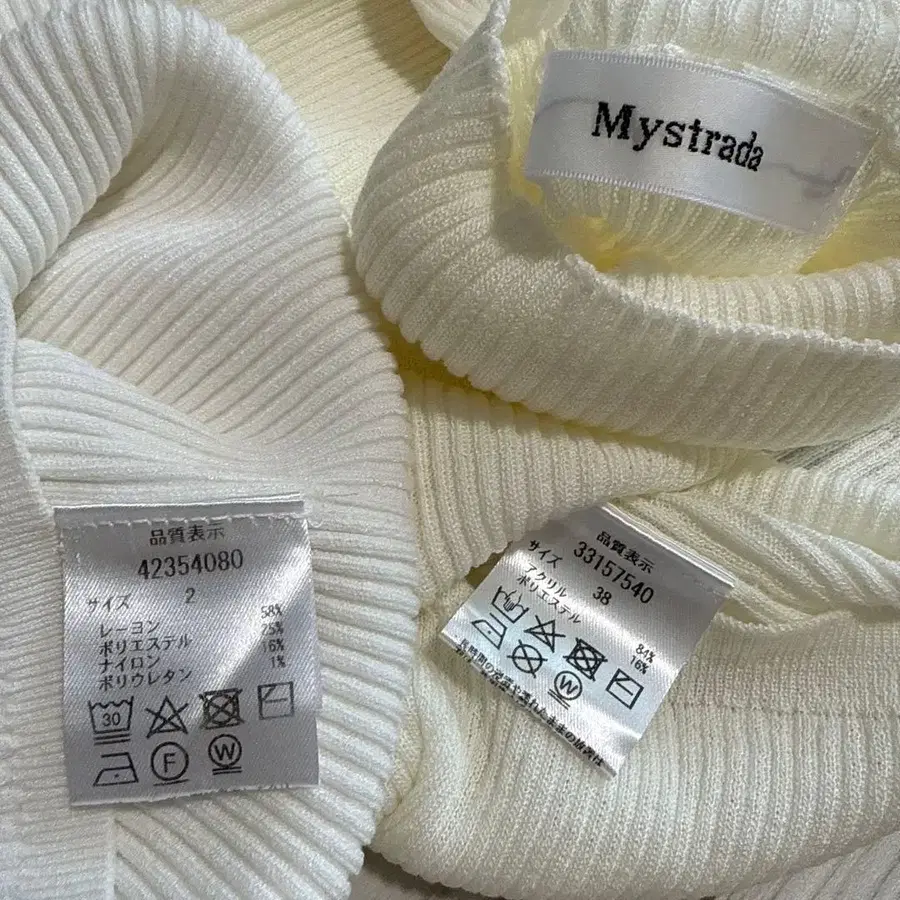 Mystrada
品質表示
42354080
サイズ 2
レーヨン 58%
ポリエステル 25%
ナイロン 16%
ポリウレタン 1%
30
F
W
品質表示
33157540
サイズ 38
アクリル 84%
ポリエステル 16%
W